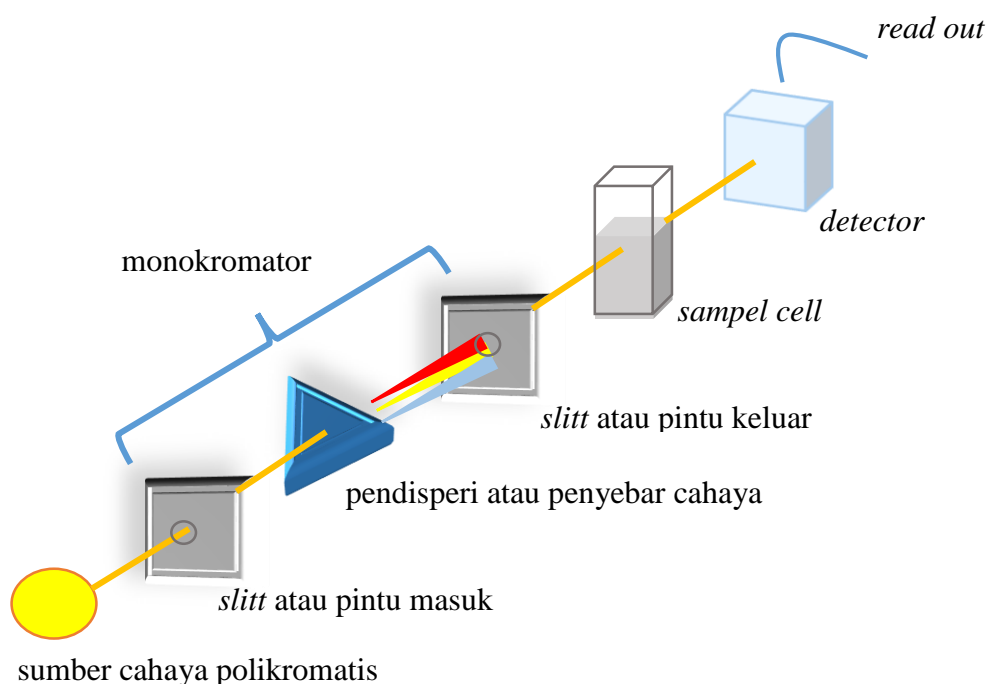 read out
detector
monokromator
sampel cell
slitt atau pintu keluar
pendisperi atau penyebar cahaya
slitt atau pintu masuk
sumber cahaya polikromatis